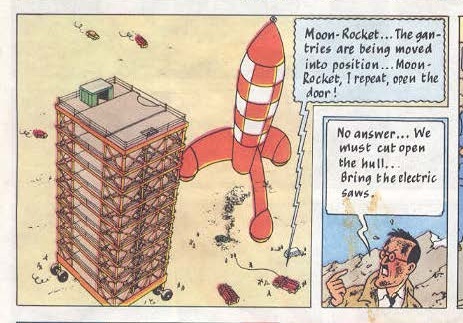 Moon-Rocket... The gan-
tries are being moved
into position... Moon-
Rocket, I repeat, open the
door!
No answer... We
must cut open
the hull...
Bring the electric
saws.